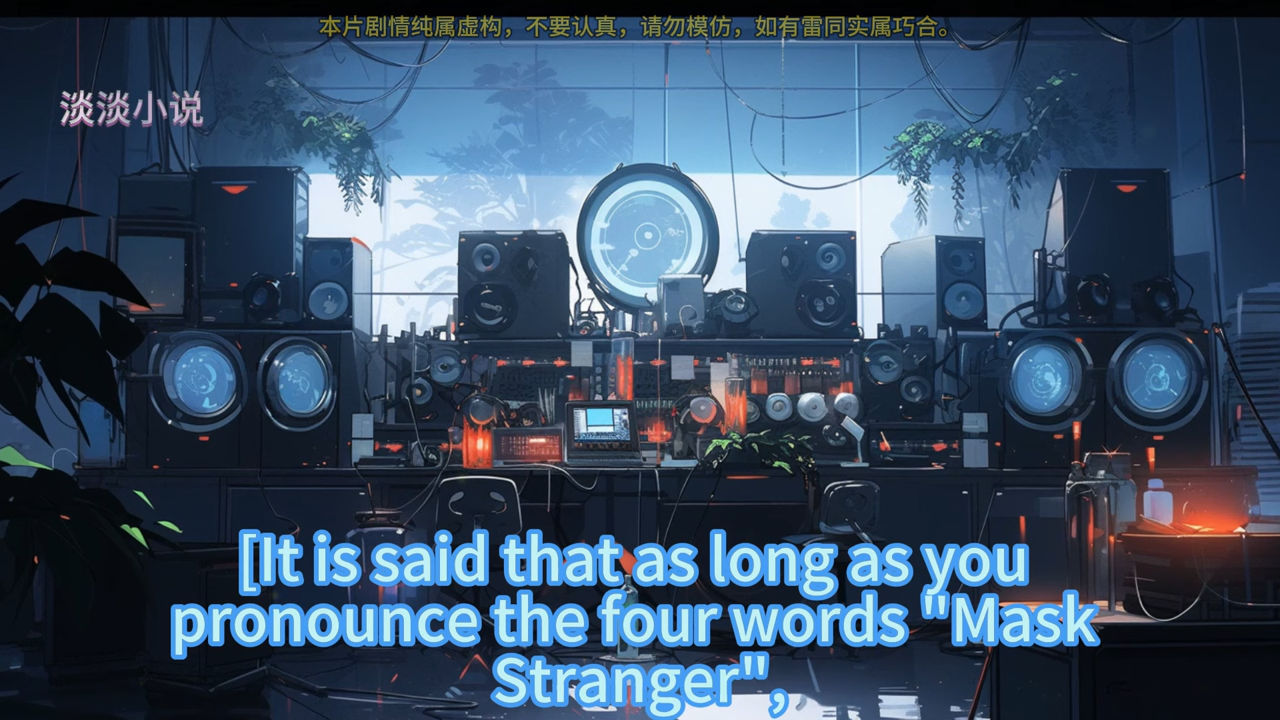 本片剧情纯属虚构，不要认真，请勿模仿，如有雷同实属巧合。
淡淡小说
[It is said that as long as you
pronounce the four words "Mask
Stranger",